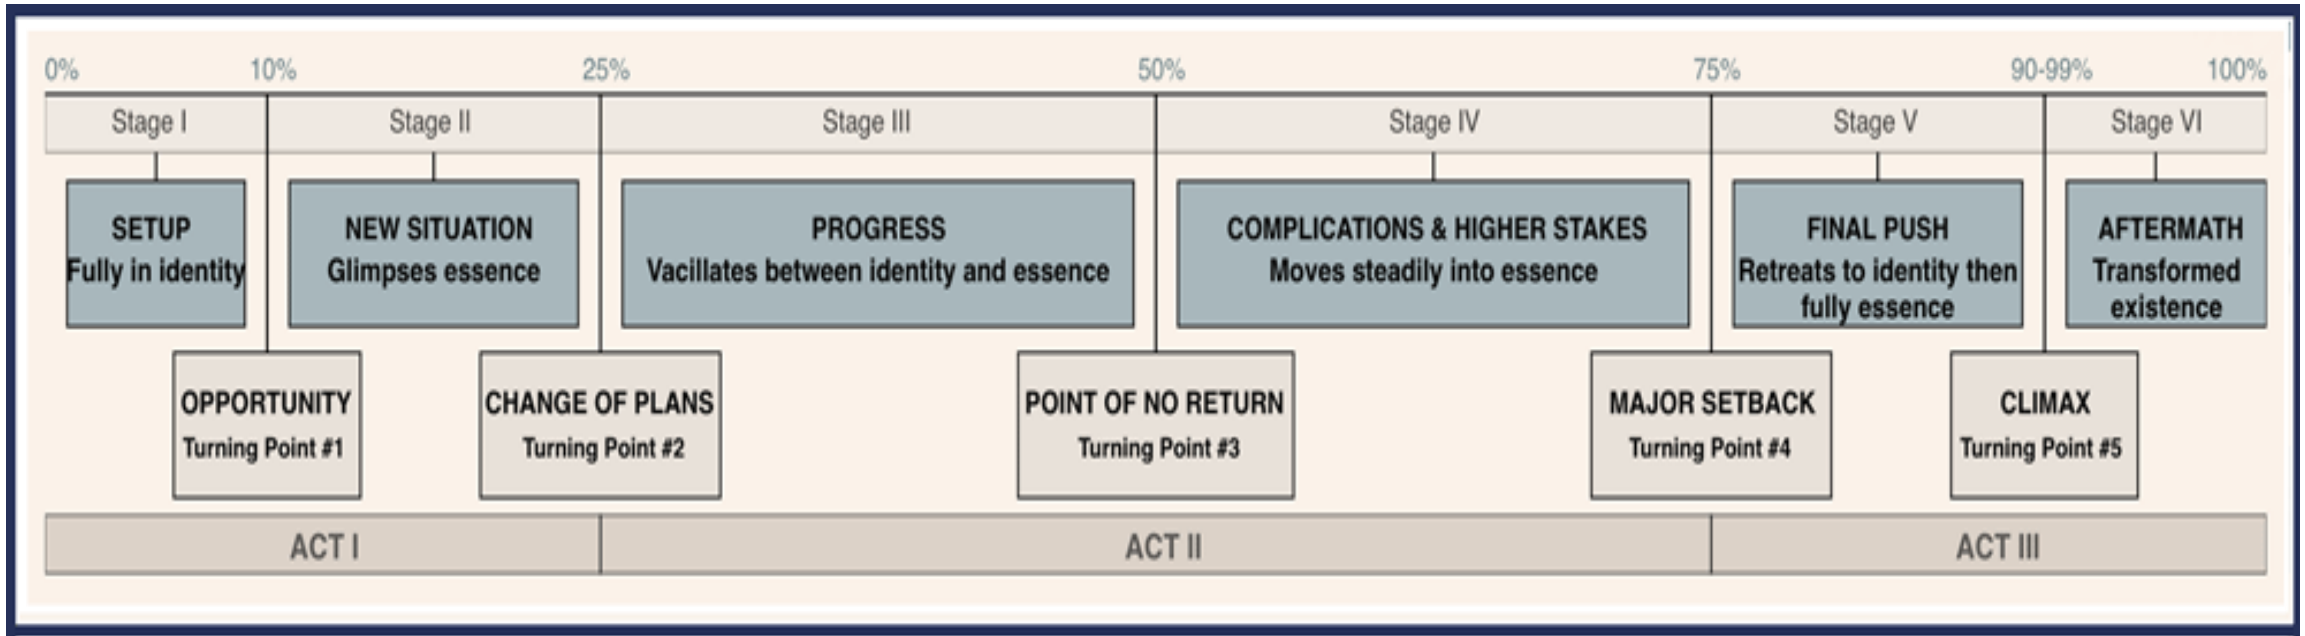 0% 10% 25% 50% 75% 90-99% 100%
Stage I Stage II Stage III Stage IV Stage V Stage VI
SETUP
Fully in identity
NEW SITUATION
Glimpses essence
PROGRESS
Vacillates between identity and essence
COMPLICATIONS & HIGHER STAKES
Moves steadily into essence
FINAL PUSH
Retreats to identity then
fully essence
AFTERMATH
Transformed
existence
OPPORTUNITY
Turning Point #1
CHANGE OF PLANS
Turning Point #2
POINT OF NO RETURN
Turning Point #3
MAJOR SETBACK
Turning Point #4
CLIMAX
Turning Point #5
ACT I ACT II ACT III